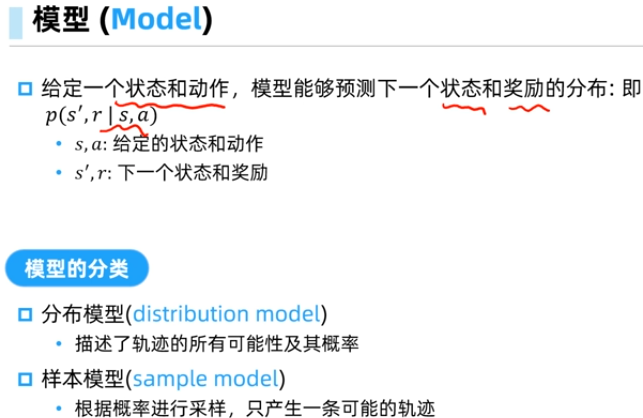 模型 (Model)
给定一个状态和动作，模型能够预测下一个状态和奖励的分布：即
p(s′,r | s,a)
• s,a: 给定的状态和动作
• s′,r: 下一个状态和奖励
模型的分类
分布模型(distribution model)
• 描述了轨迹的所有可能性及其概率
样本模型(sample model)
• 根据概率进行采样，只产生一条可能的轨迹